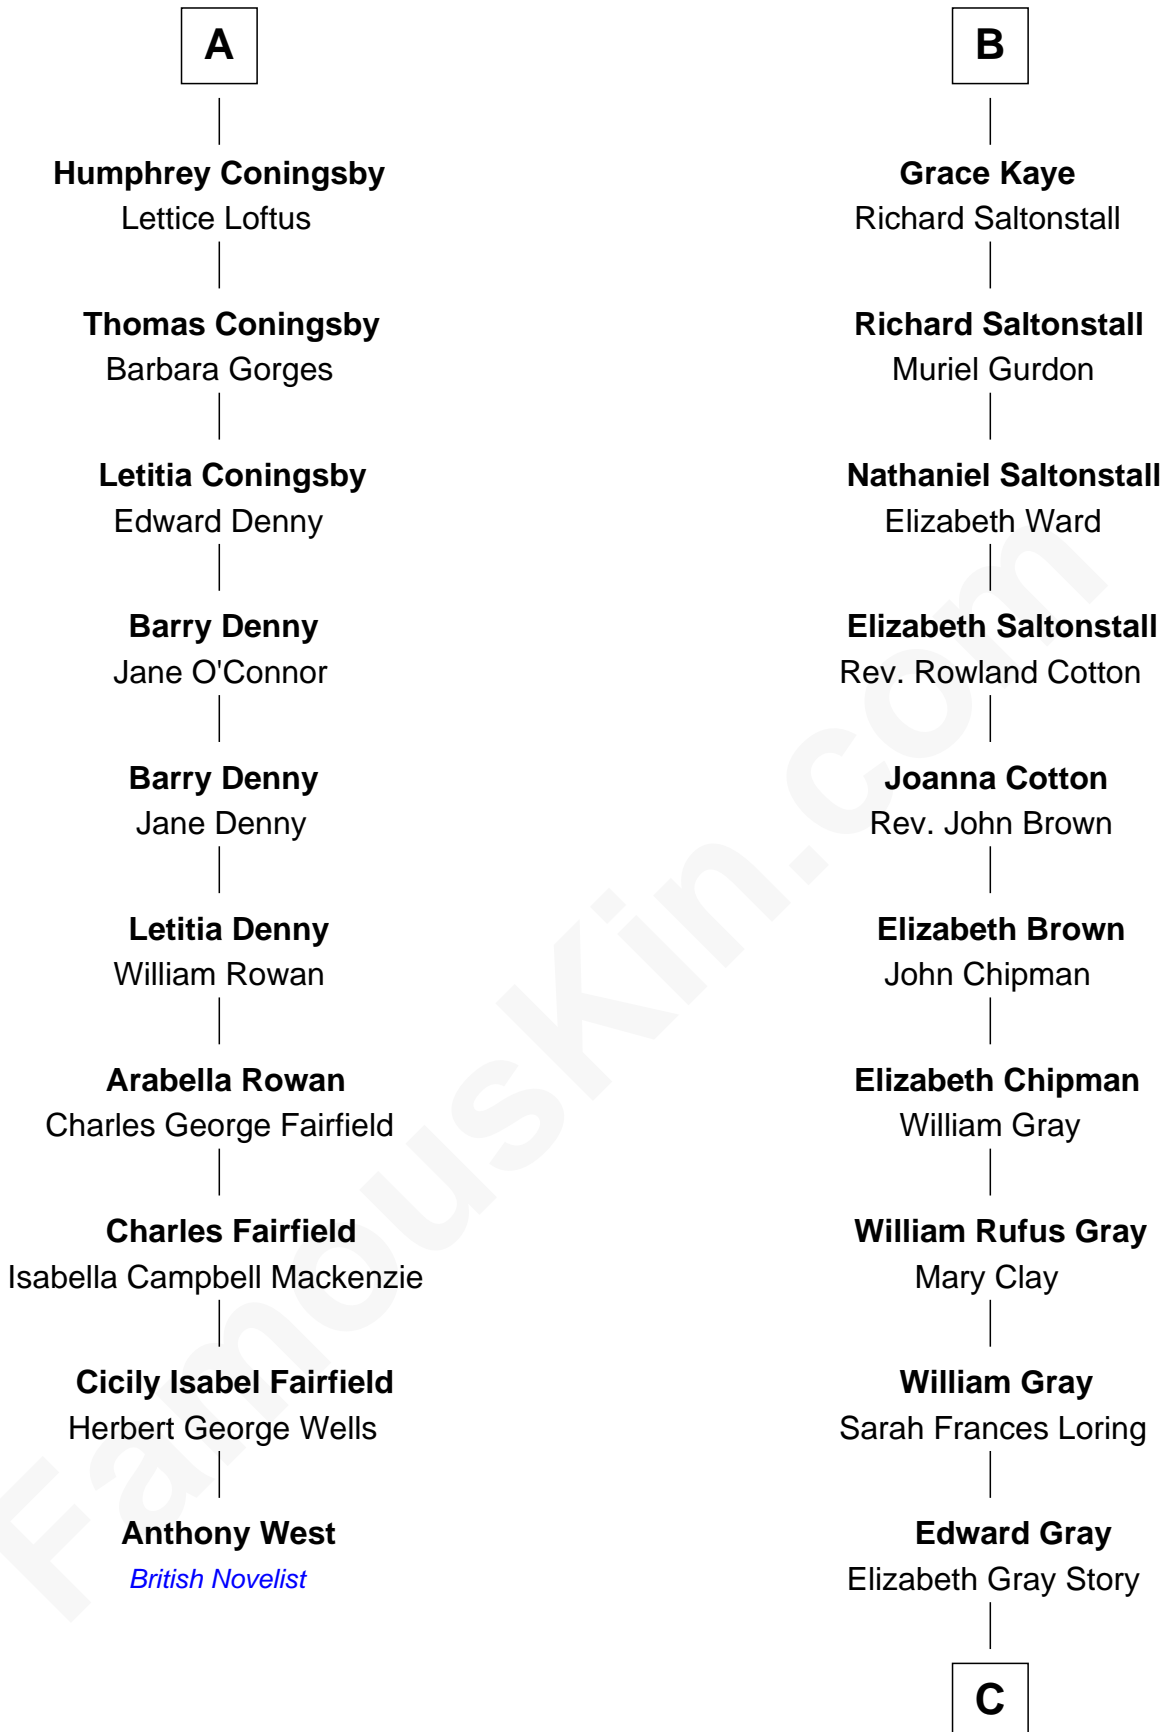 A
Humphrey Coningsby
Lettice Loftus
Thomas Coningsby
Barbara Gorges
Letitia Coningsby
Edward Denny
Barry Denny
Jane O'Connor
Barry Denny
Jane Denny
Letitia Denny
William Rowan
Arabella Rowan
Charles George Fairfield
Charles Fairfield
Isabella Campbell Mackenzie
Cicily Isabel Fairfield
Herbert George Wells
Anthony West
British Novelist
B
Grace Kaye
Richard Saltonstall
Richard Saltonstall
Muriel Gurdon
Nathaniel Saltonstall
Elizabeth Ward
Elizabeth Saltonstall
Rev. Rowland Cotton
Joanna Cotton
Rev. John Brown
Elizabeth Brown
John Chipman
Elizabeth Chipman
William Gray
William Rufus Gray
Mary Clay
William Gray
Sarah Frances Loring
Edward Gray
Elizabeth Gray Story
C
FamousKin.com